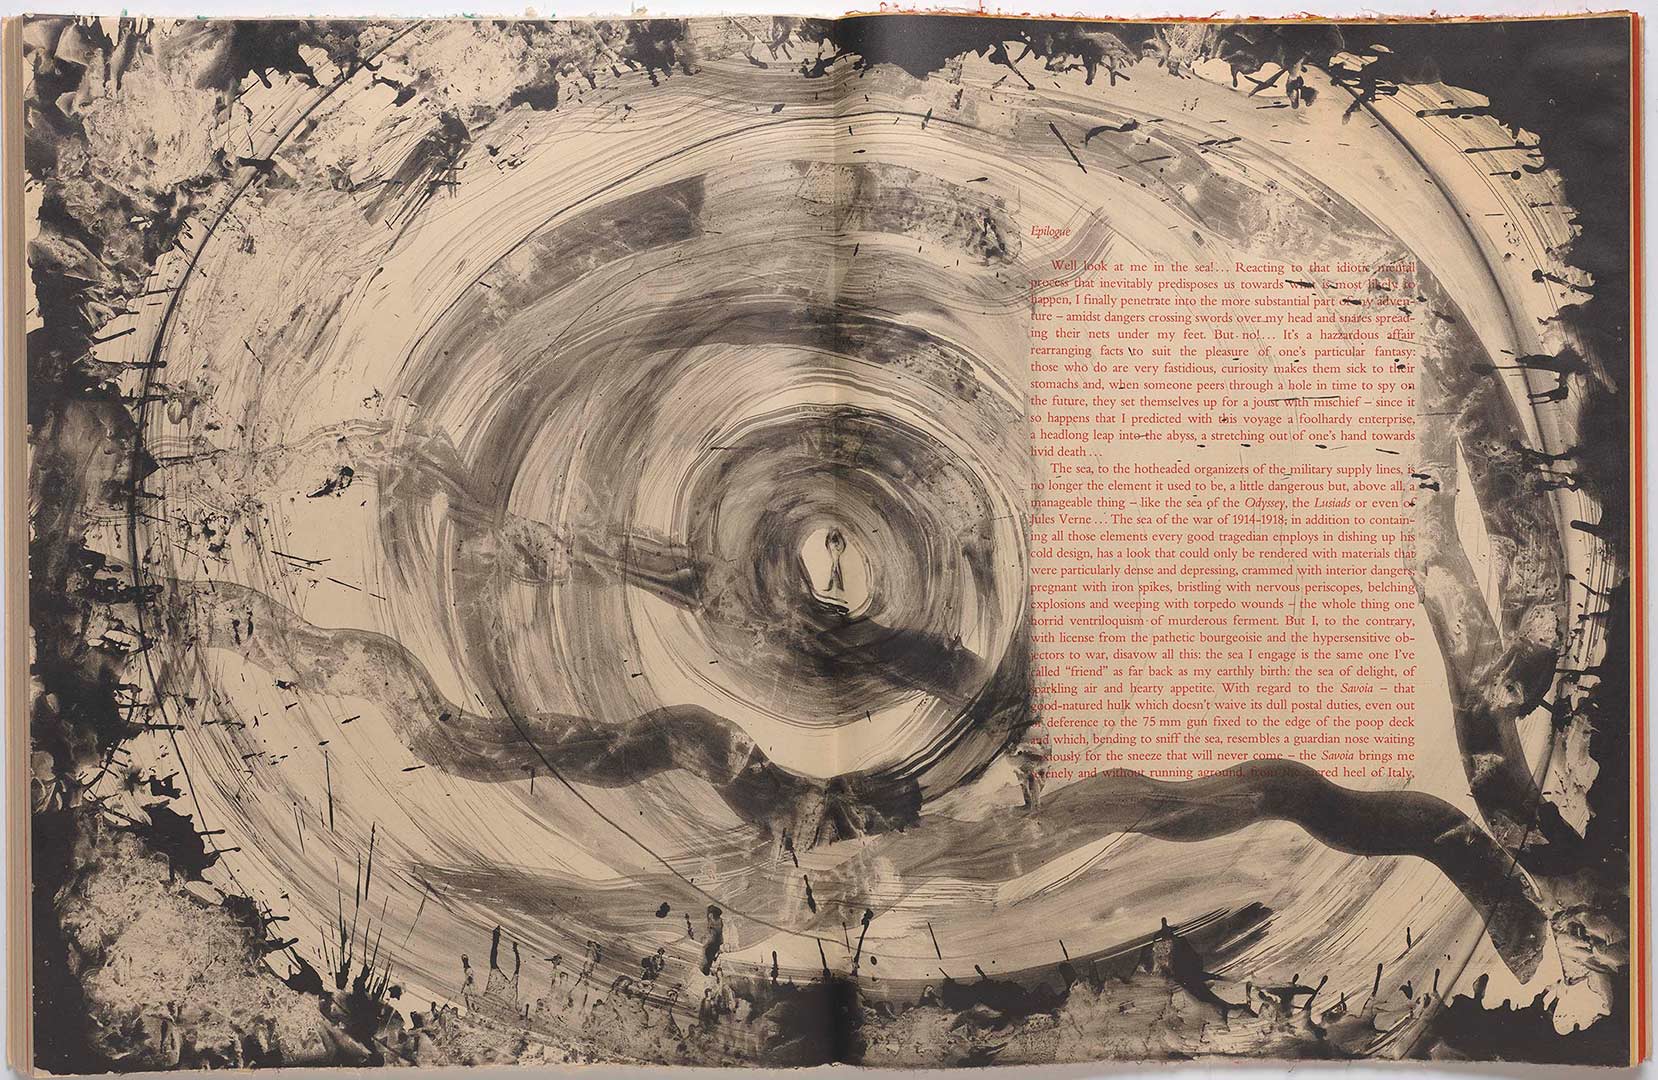 Epilogue
Well look at me in the sea!... Reacting to that idiotic mental
process that inevitably predisposes us towards what is most likely to
happen, I finally penetrate into the more substantial part of my adven-
ture – amidst dangers crossing swords over my head and snares spread-
ing their nets under my feet. But no!... It's a hazzardous affair
rearranging facts to suit the pleasure of one's particular fantasy:
those who do are very fastidious, curiosity makes them sick to their
stomachs and, when someone peers through a hole in time to spy on
the future, they set themselves up for a joust with mischief – since it
so happens that I predicted with this voyage a foolhardy enterprise,
a headlong leap into the abyss, a stretching out of one's hand towards
livid death...
The sea, to the hotheaded organizers of the military supply lines, is
no longer the element it used to be, a little dangerous but, above all, a
manageable thing – like the sea of the Odyssey, the Lusiads or even of
Jules Verne... The sea of the war of 1914-1918, in addition to contain-
ing all those elements every good tragedian employs in dishing up his
cold design, has a look that could only be rendered with materials that
were particularly dense and depressing, crammed with interior dangers,
pregnant with iron spikes, bristling with nervous periscopes, belching
explosions and weeping with torpedo wounds – the whole thing one
horrid ventriloquism of murderous ferment. But I, to the contrary,
with license from the pathetic bourgeoisie and the hypersensitive ob-
jectors to war, disavow all this: the sea I engage is the same one I've
called "friend" as far back as my earthly birth: the sea of delight, of
sparkling air and hearty appetite. With regard to the Savoia – that
good-natured hulk which doesn't waive its dull postal duties, even out
of deference to the 75 mm gun fixed to the edge of the poop deck
and which, bending to sniff the sea, resembles a guardian nose waiting
anxiously for the sneeze that will never come – the Savoia brings me
serenely and without running aground, from the sacred heel of Italy,